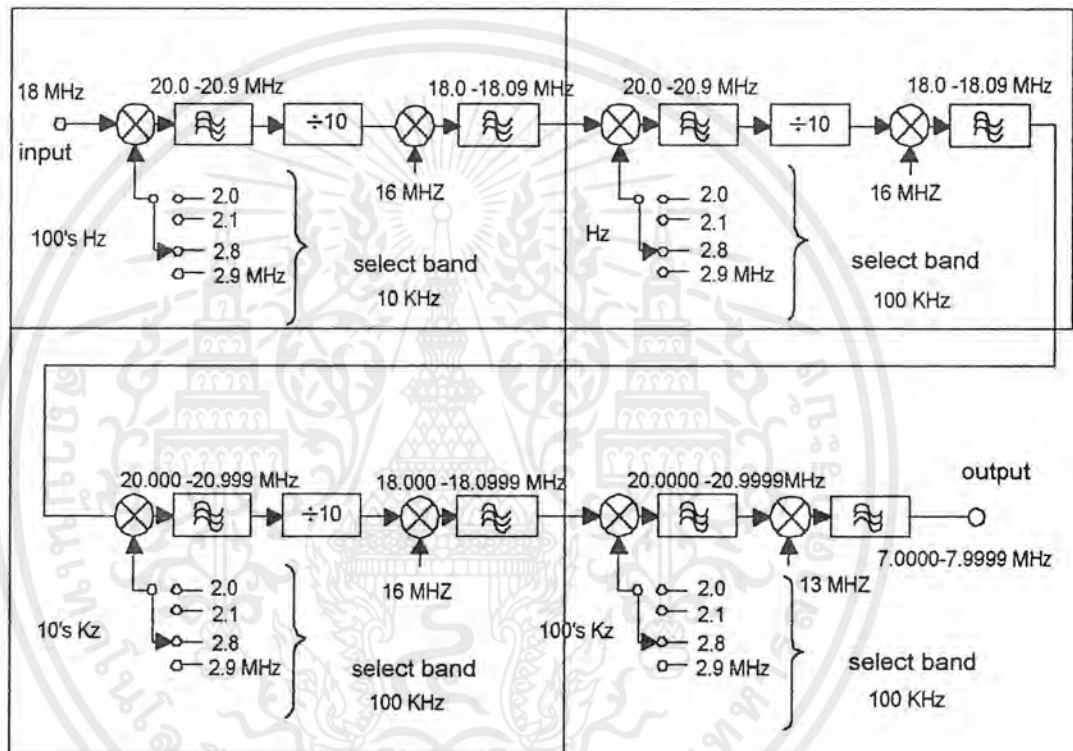 18 MHz
input
20.0 -20.9 MHz
÷10
18.0 -18.09 MHz
16 MHZ
100's Hz
2.0
2.1
2.8
2.9 MHz
select band
10 KHz
20.0 -20.9 MHz
÷10
18.0 -18.09 MHz
16 MHZ
Hz
2.0
2.1
2.8
2.9 MHz
select band
100 KHz
20.000 -20.999 MHz
÷10
18.000 -18.0999 MHz
16 MHZ
10's Kz
2.0
2.1
2.8
2.9 MHz
select band
100 KHz
20.0000 -20.9999MHz
output
7.0000-7.9999 MHz
13 MHZ
100's Kz
2.0
2.1
2.8
2.9 MHz
select band
100 KHz